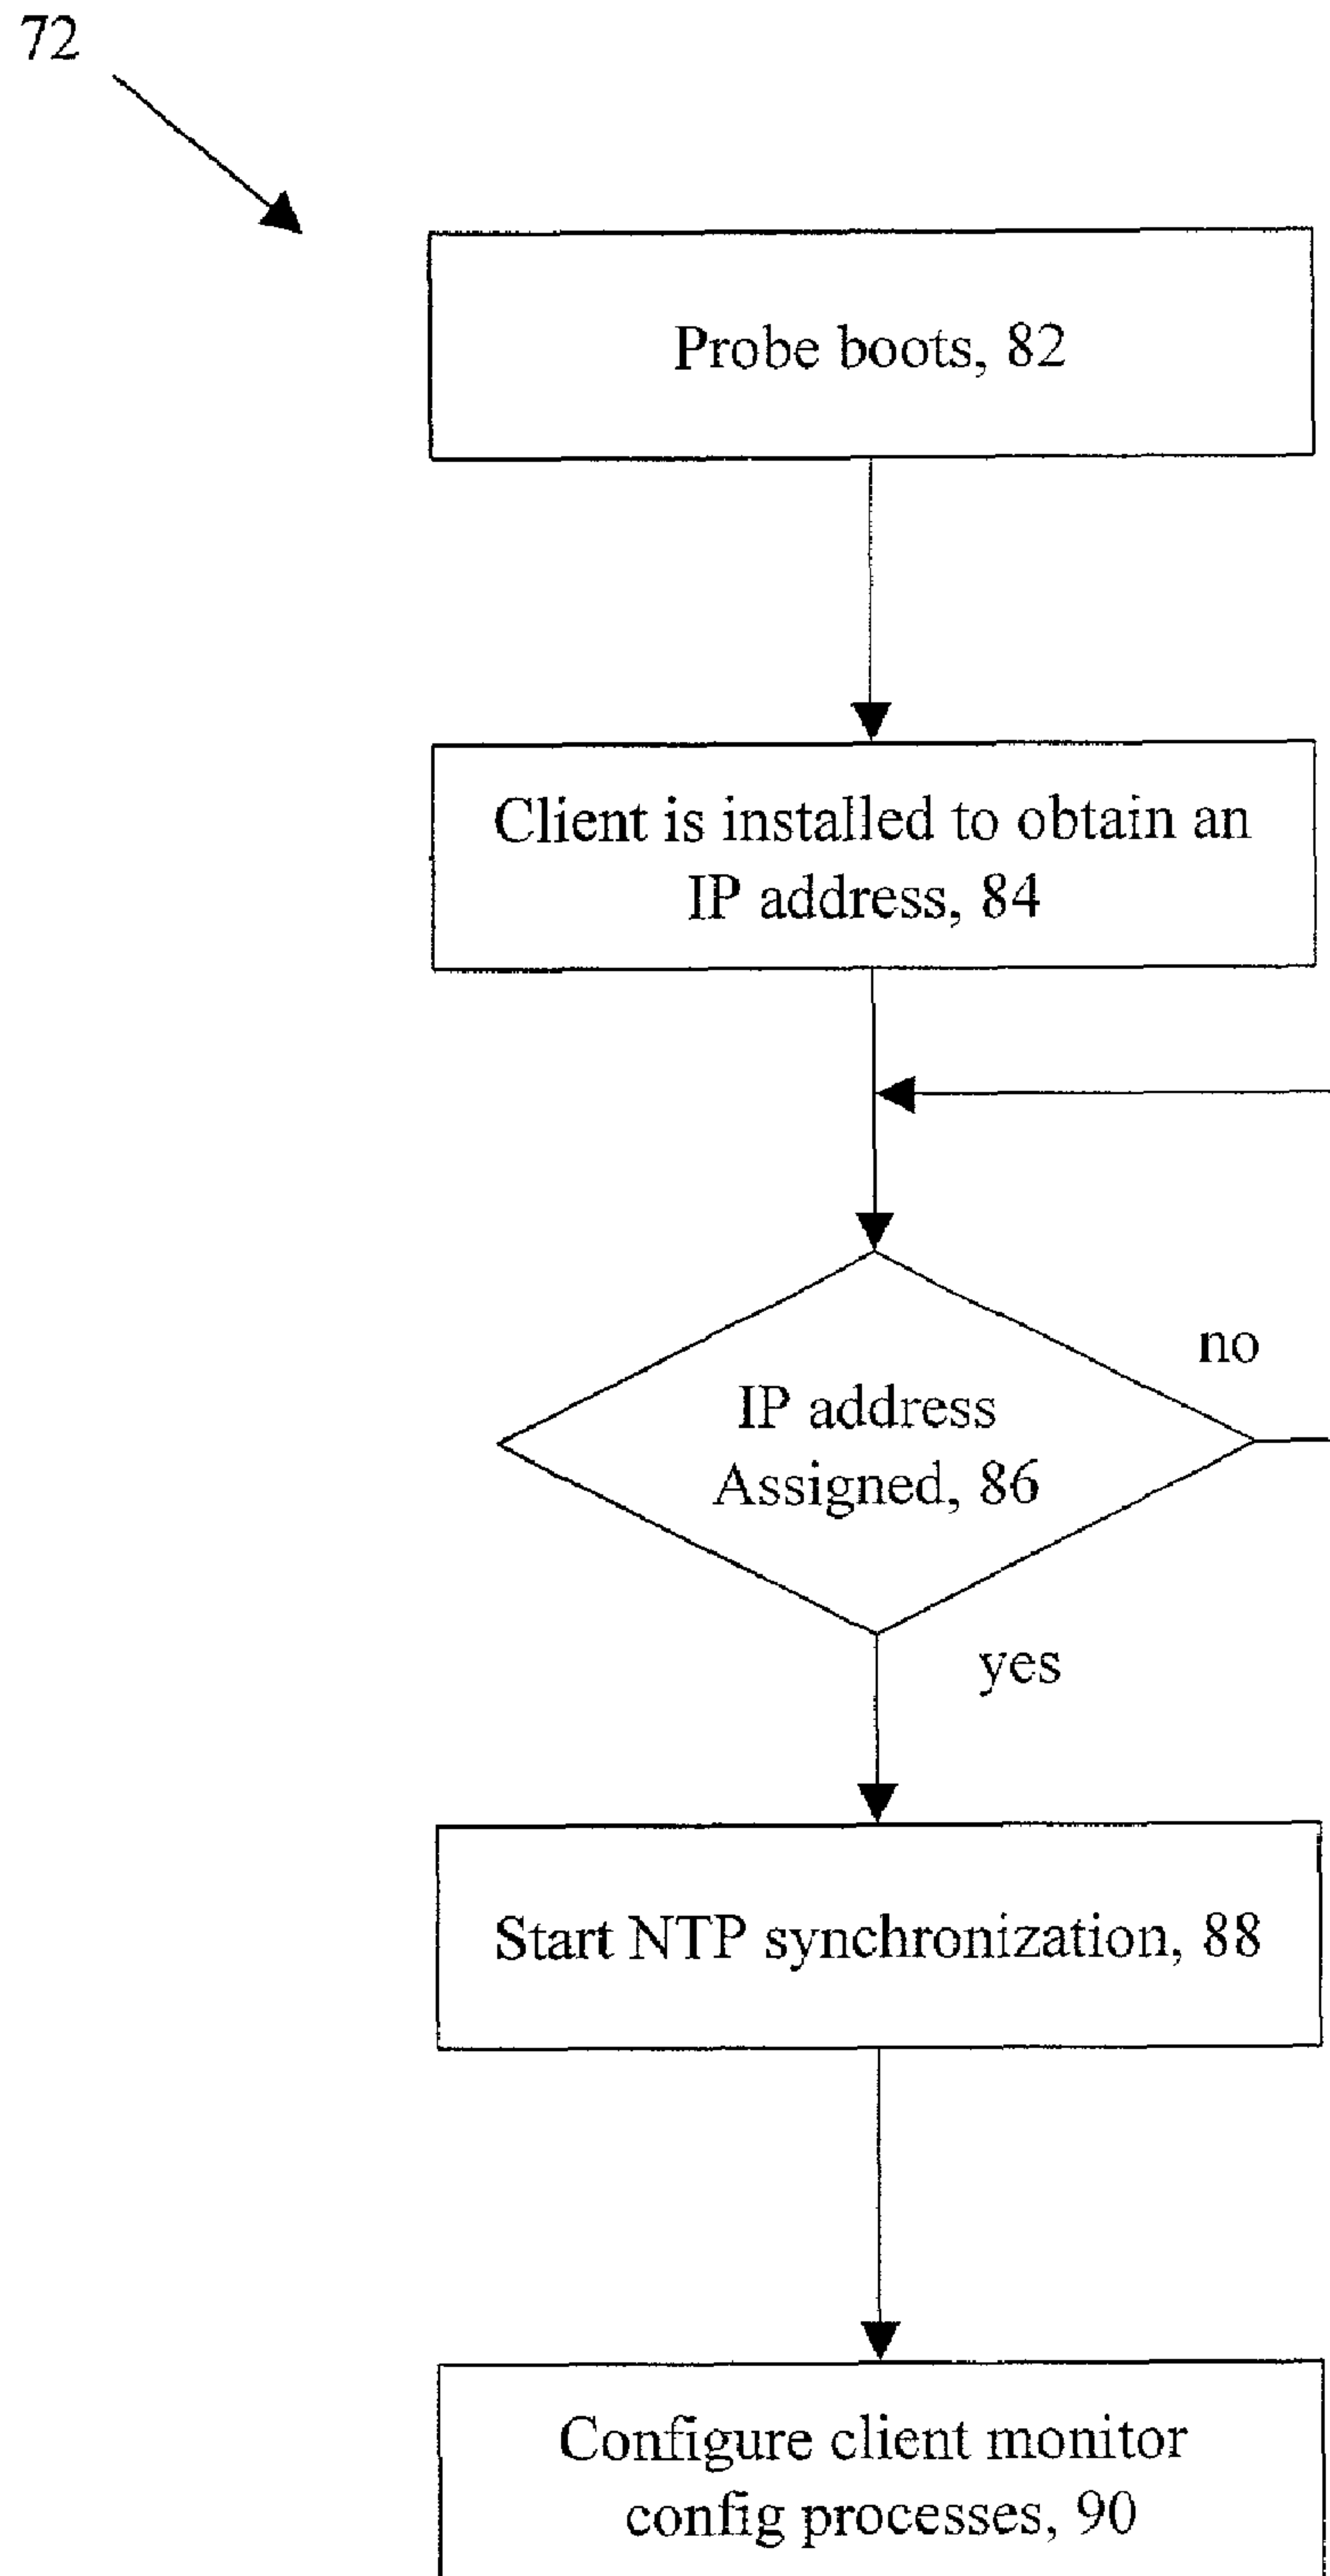 72
Probe boots, 82
Client is installed to obtain an
IP address, 84
no
IP address
Assigned, 86
yes
Start NTP synchronization, 88
Configure client monitor
config processes, 90